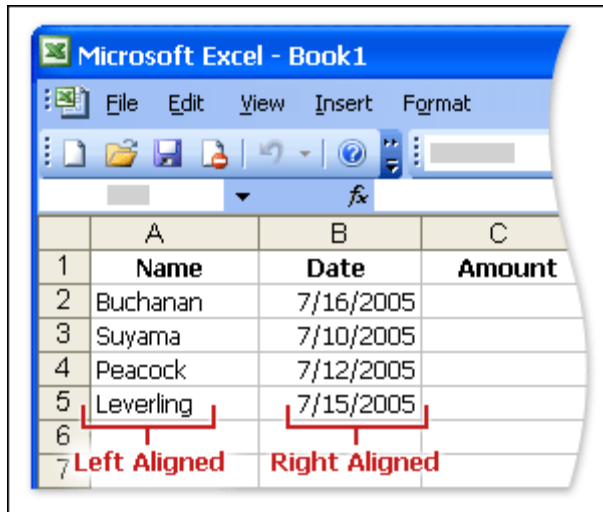 Microsoft Excel - Book1
File Edit View Insert Format
fx
A B C
1 Name Date Amount
2 Buchanan 7/16/2005
3 Suyama 7/10/2005
4 Peacock 7/12/2005
5 Leverling 7/15/2005
6
7 Left Aligned Right Aligned